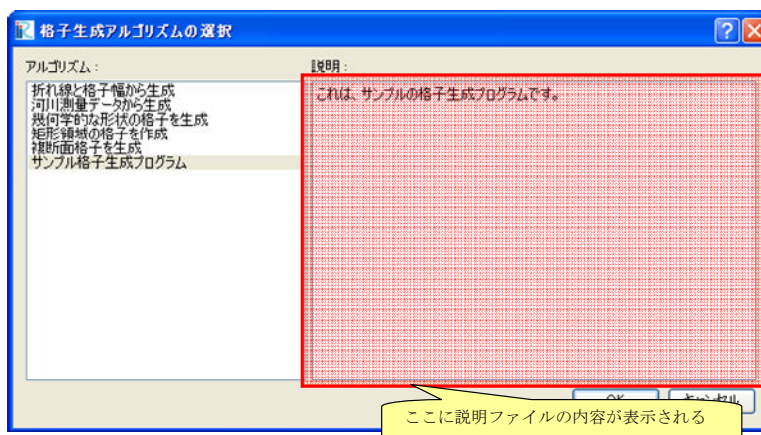 格子生成アルゴリズムの選択
アルゴリズム:
説明:
折れ線と格子幅から生成
河川測量データから生成
幾何学的な形状の格子を生成
矩形領域の格子を作成
複断面格子を生成
サンプル格子生成プログラム
これは、サンプルの格子生成プログラムです。
OK
キャンセル
ここに説明ファイルの内容が表示される